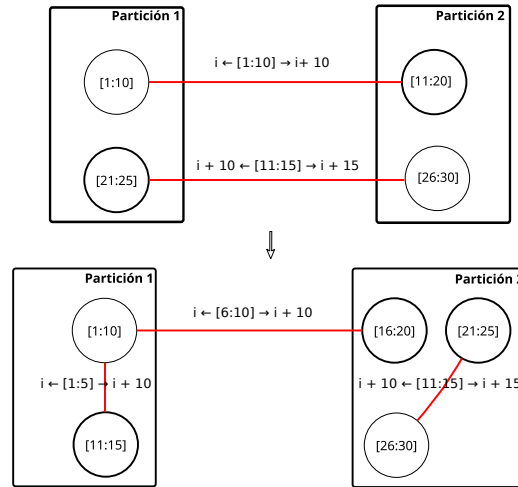 Partición 1
Partición 2
i ← [1:10] → i+ 10
[1:10]
[11:20]
i + 10 ← [11:15] → i + 15
[21:25]
[26:30]
Partición 1
Partición
i ← [6:10] → i + 10
[1:10]
[16:20]
[21:25]
i ← [1:5] → i + 10
i + 10 ← [11:15] → i + 15
[11:15]
[26:30]